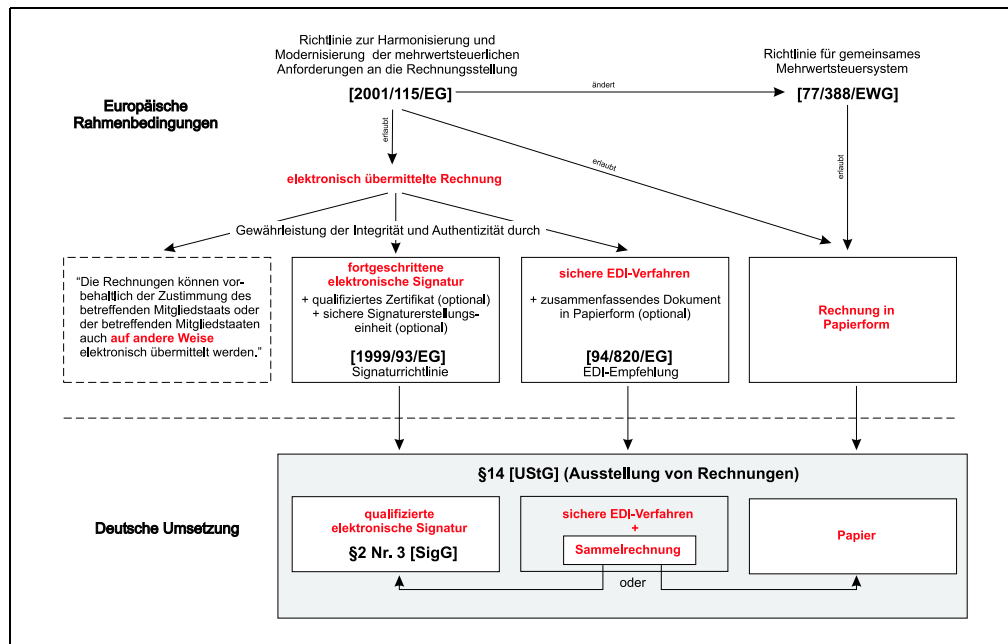 Richtlinie zur Harmonisierung und
Modernisierung der mehrwertsteuerlichen
Anforderungen an die Rechnungsstellung
[2001/115/EG]
ändert
Richtlinie für gemeinsames
Mehrwertsteuersystem
[77/388/EWG]
Europäische
Rahmenbedingungen
erlaubt
erlaubt
erlaubt
elektronisch übermittelte Rechnung
Gewährleistung der Integrität und Authentizität durch
“Die Rechnungen können vor-
behaltlich der Zustimmung des
betreffenden Mitgliedstaats oder
der betreffenden Mitgliedstaaten
auch auf andere Weise
elektronisch übermittelt werden.”
fortgeschrittene
elektronische Signatur
+ qualifiziertes Zertifikat (optional)
+ sichere Signaturerstellungs-
einheit (optional)
[1999/93/EG]
Signaturrichtlinie
sichere EDI-Verfahren
+ zusammenfassendes Dokument
in Papierform (optional)
[94/820/EG]
EDI-Empfehlung
Rechnung in
Papierform
Deutsche Umsetzung
§14 [UStG] (Ausstellung von Rechnungen)
qualifizierte
elektronische Signatur
§2 Nr. 3 [SigG]
sichere EDI-Verfahren
+
Sammelrechnung
oder
Papier